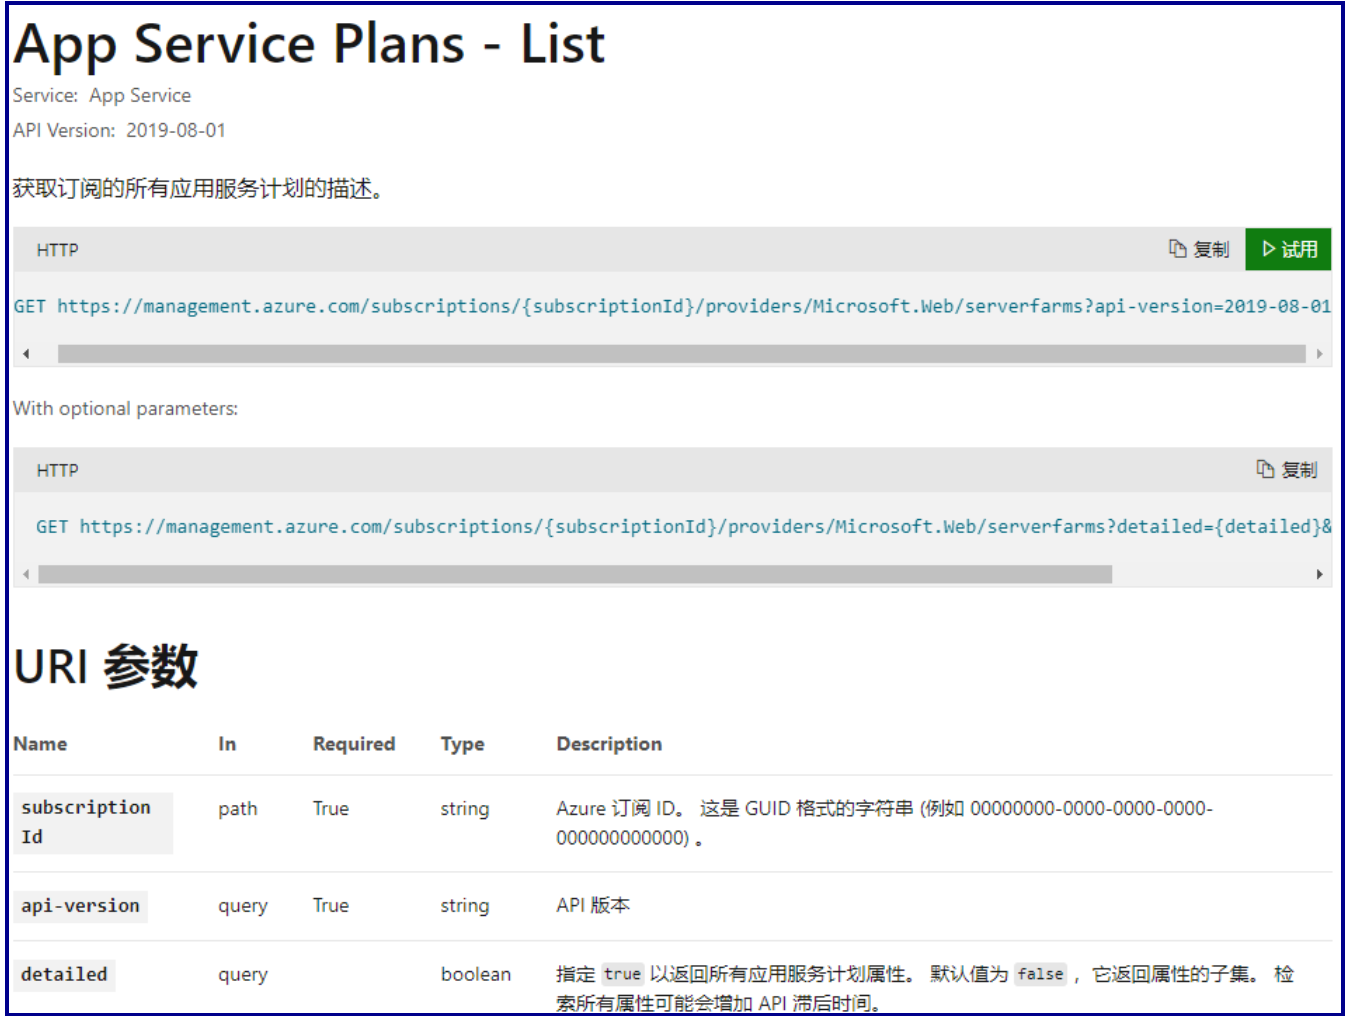 App Service Plans - List
Service: App Service
API Version: 2019-08-01
获取订阅的所有应用服务计划的描述。
HTTP 复制 试用
GET https://management.azure.com/subscriptions/{subscriptionId}/providers/Microsoft.Web/serverfarms?api-version=2019-08-01
With optional parameters:
HTTP 复制
GET https://management.azure.com/subscriptions/{subscriptionId}/providers/Microsoft.Web/serverfarms?detailed={detailed}&
URI 参数
Name In Required Type Description
subscription path True string Azure 订阅 ID。 这是 GUID 格式的字符串 (例如 00000000-0000-0000-0000-
Id 000000000000) 。
api-version query True string API 版本
detailed query boolean 指定 true 以返回所有应用服务计划属性。 默认值为 false ，它返回属性的子集。 检
索所有属性可能会增加 API 滞后时间。